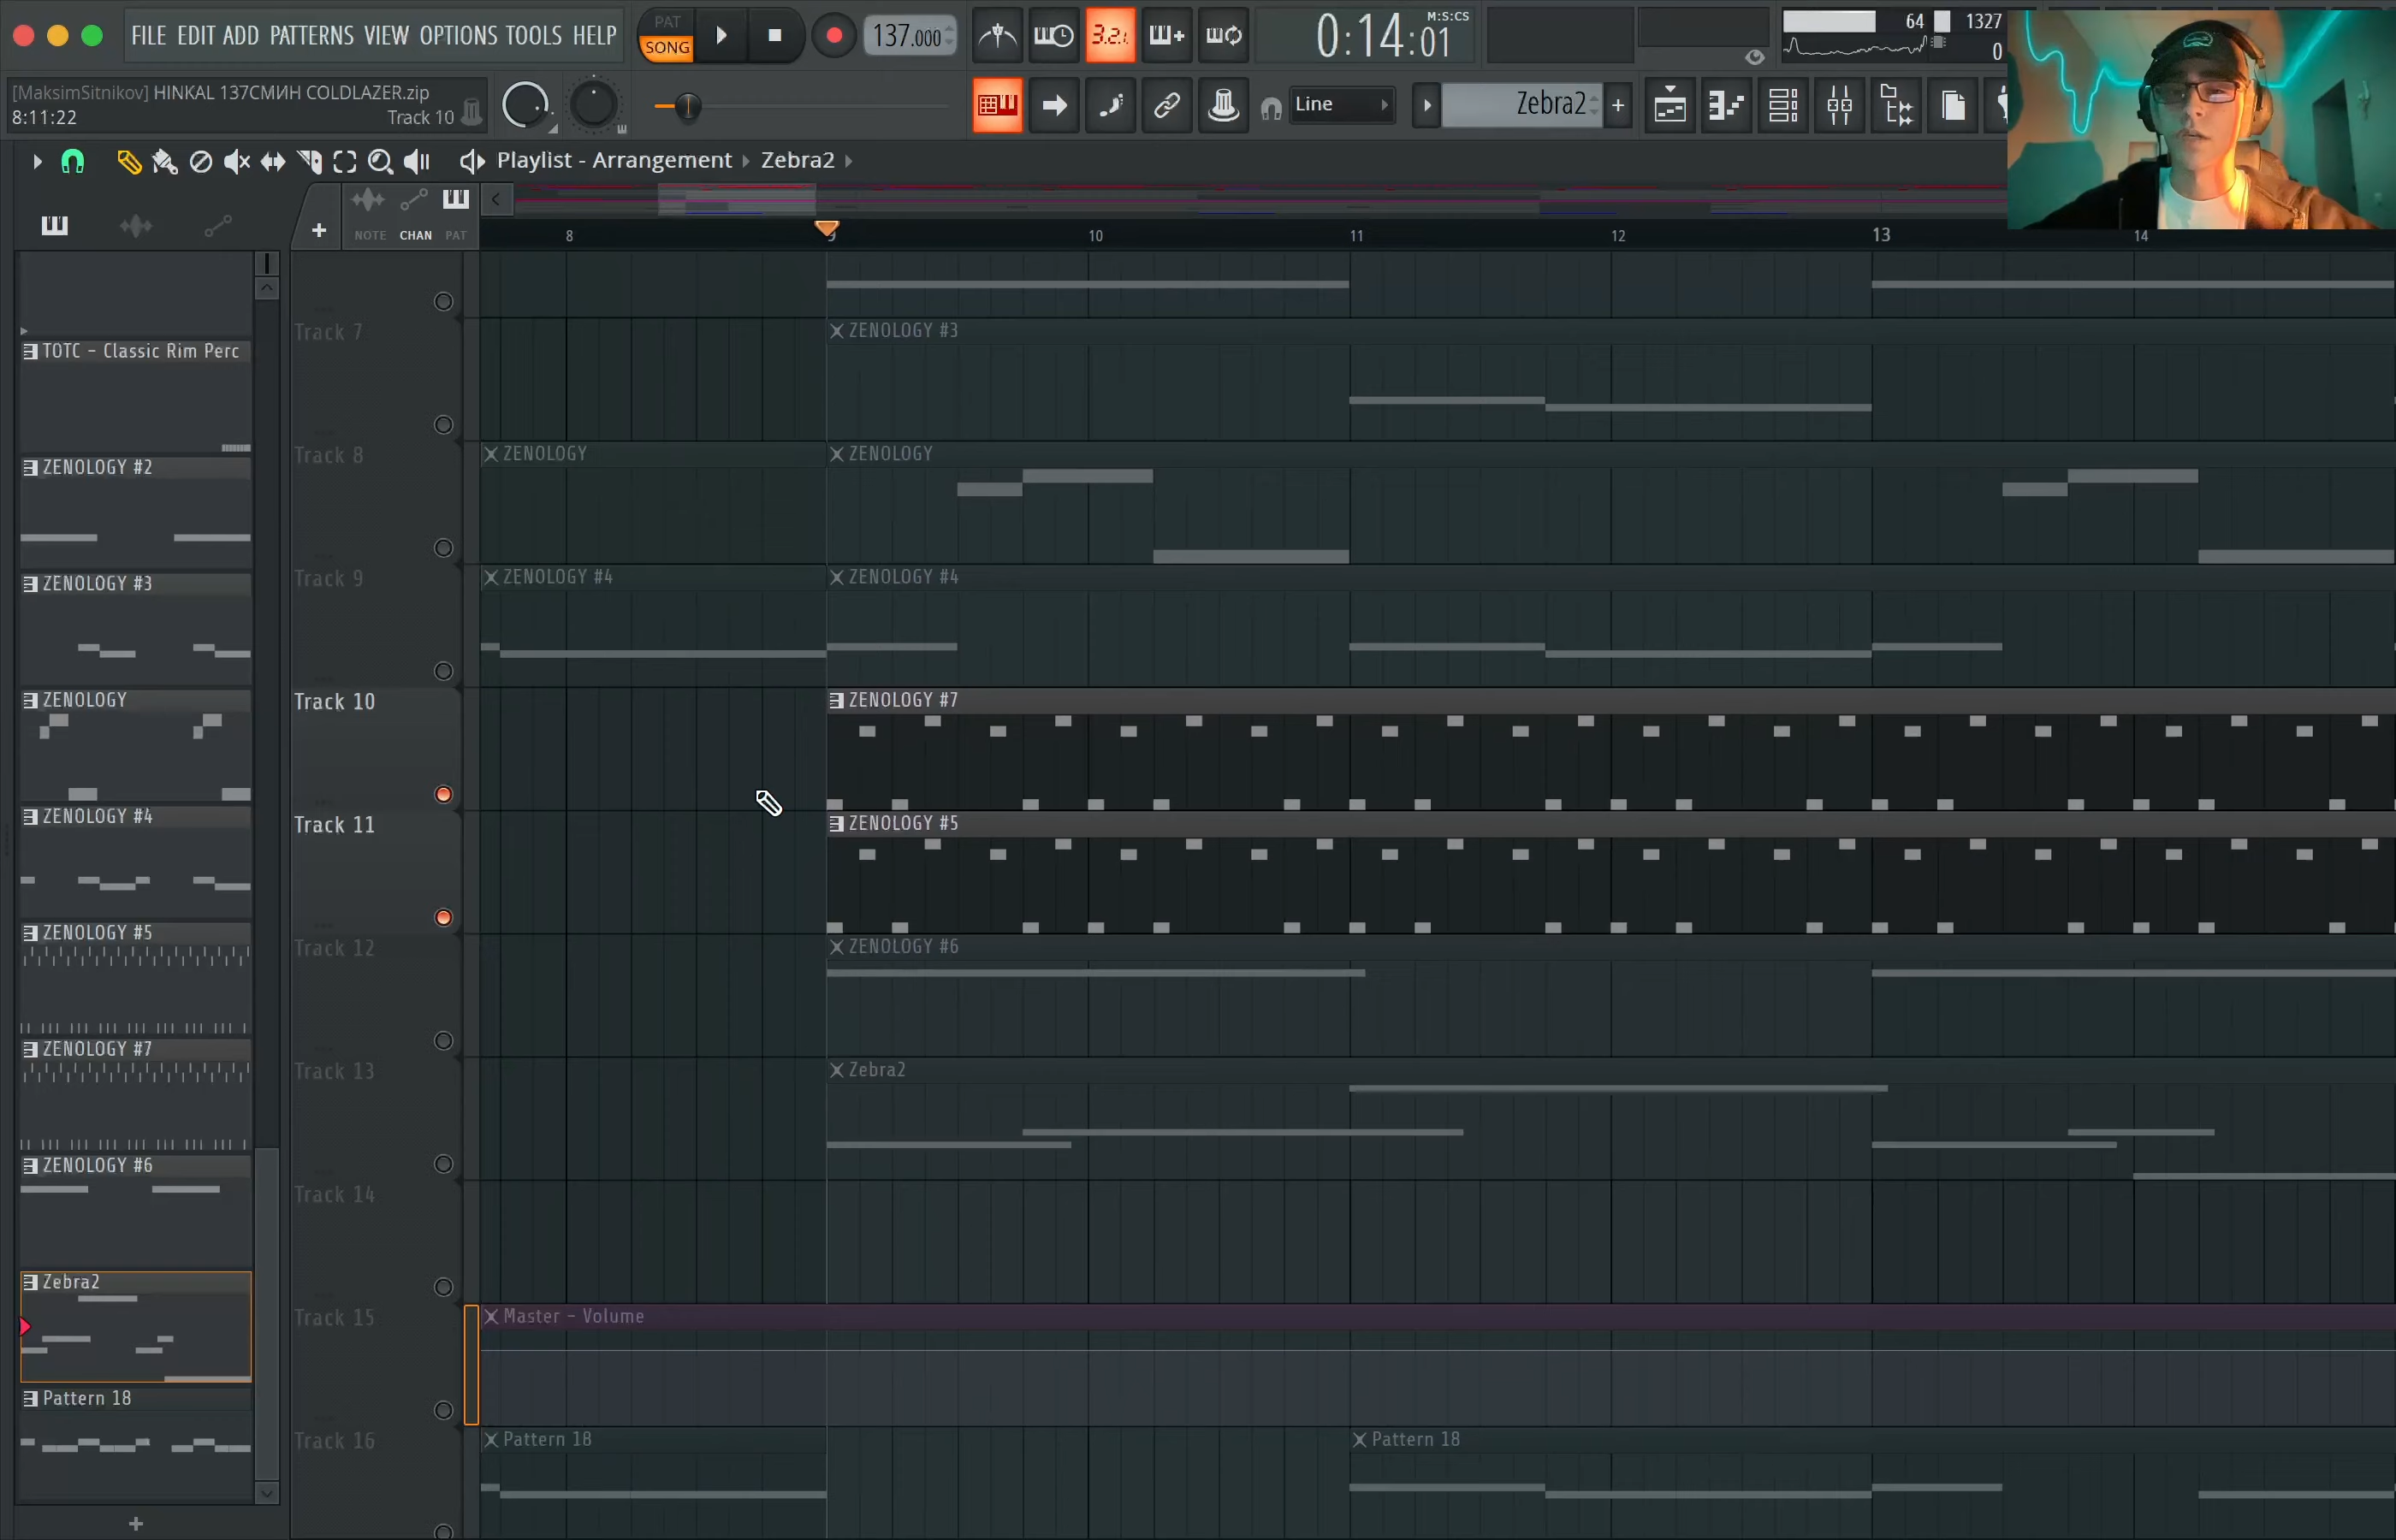 FILE EDIT ADD PATTERNS VIEW OPTIONS TOOLS HELP
PAT
SONG
137.000
3.2.
0:14:01
M:S:CS
64
1327
0
[MaksimSitnikov] HINKAL 137СМИН COLDLAZER.zip
8:11:22
Track 10
Line
Zebra2
Playlist - Arrangement
Zebra2
NOTE
CHAN
PAT
8
9
10
11
12
13
14
TOTC - Classic Rim Perc
ZENOLOGY #2
ZENOLOGY #3
ZENOLOGY
ZENOLOGY #4
ZENOLOGY #5
ZENOLOGY #7
ZENOLOGY #6
Zebra2
Pattern 18
Track 7
ZENOLOGY #3
Track 8
ZENOLOGY
ZENOLOGY
Track 9
ZENOLOGY #4
ZENOLOGY #4
Track 10
ZENOLOGY #7
Track 11
ZENOLOGY #5
Track 12
ZENOLOGY #6
Track 13
Zebra2
Track 14
Track 15
Master - Volume
Track 16
Pattern 18
Pattern 18